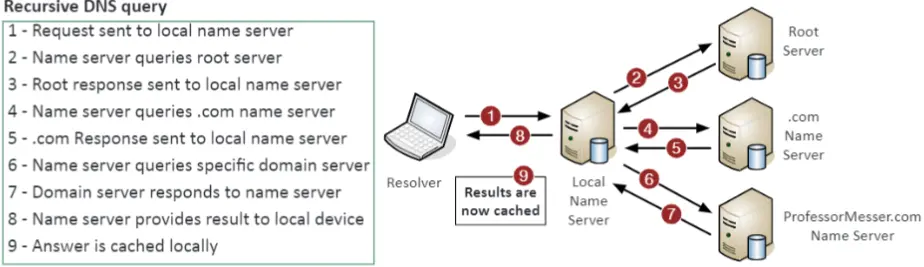 Recursive DNS query
1 - Request sent to local name server
2 - Name server queries root server
3 - Root response sent to local name server
4 - Name server queries .com name server
5 - .com Response sent to local name server
6 - Name server queries specific domain server
7 - Domain server responds to name server
8 - Name server provides result to local device
9 - Answer is cached locally
1
8
Resolver
9
Results are
now cached
Local
Name
Server
2
3
Root
Server
4
5
.com
Name
Server
6
7
ProfessorMesser.com
Name Server